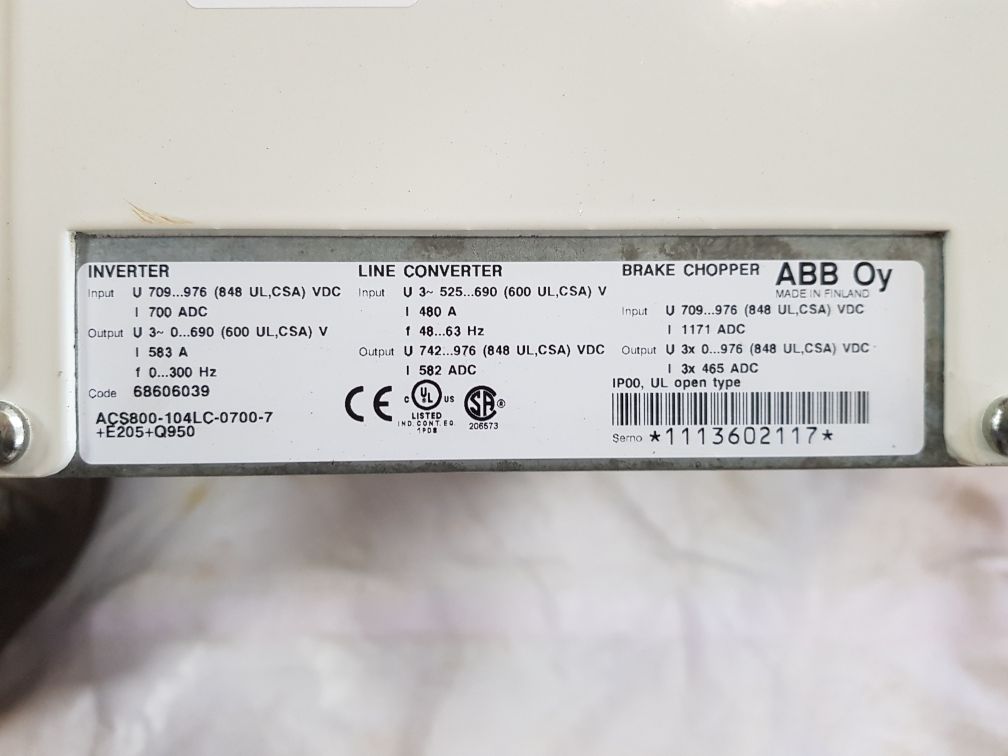 INVERTER
Input U 709...976 (848 UL,CSA) VDC
I 700 ADC
Output U 3~ 0...690 (600 UL,CSA) V
I 583 A
f 0...300 Hz
Code 68606039
ACS800-104LC-0700-7
+E205+Q950
LINE CONVERTER
Input U 3~ 525...690 (600 UL,CSA) V
I 480 A
f 48...63 Hz
Output U 742...976 (848 UL,CSA) VDC
I 582 ADC
CE
C UL US
LISTED
IND.CONT.EQ.
1PD8
SA
206573
BRAKE CHOPPER
ABB Oy
MADE IN FINLAND
Input U 709...976 (848 UL,CSA) VDC
I 1171 ADC
Output U 3x 0...976 (848 UL,CSA) VDC
I 3x 465 ADC
IP00, UL open type
Serno *1113602117*